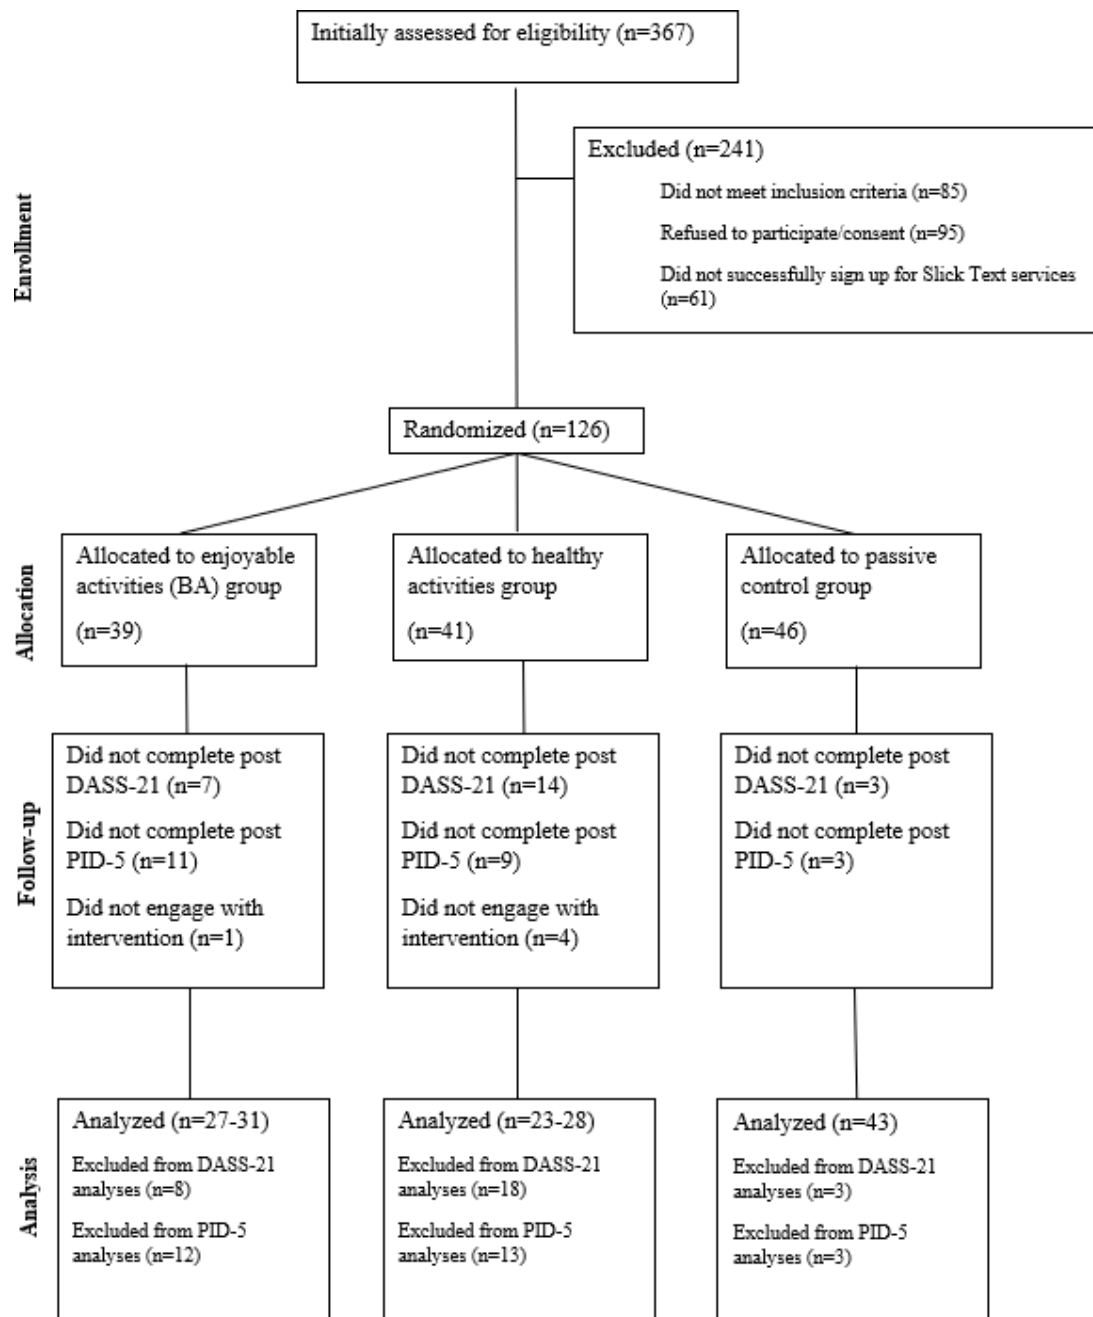 Initially assessed for eligibility (n=367)
Excluded (n=241)
Did not meet inclusion criteria (n=85)
Refused to participate/consent (n=95)
Did not successfully sign up for Slick Text services
(n=61)
Enrollment
Randomized (n=126)
Allocation
Allocated to enjoyable
activities (BA) group
(n=39)
Allocated to healthy
activities group
(n=41)
Allocated to passive
control group
(n=46)
Follow-up
Did not complete post
DASS-21 (n=7)
Did not complete post
PID-5 (n=11)
Did not engage with
intervention (n=1)
Did not complete post
DASS-21 (n=14)
Did not complete post
PID-5 (n=9)
Did not engage with
intervention (n=4)
Did not complete post
DASS-21 (n=3)
Did not complete post
PID-5 (n=3)
Analysis
Analyzed (n=27-31)
Excluded from DASS-21
analyses (n=8)
Excluded from PID-5
analyses (n=12)
Analyzed (n=23-28)
Excluded from DASS-21
analyses (n=18)
Excluded from PID-5
analyses (n=13)
Analyzed (n=43)
Excluded from DASS-21
analyses (n=3)
Excluded from PID-5
analyses (n=3)